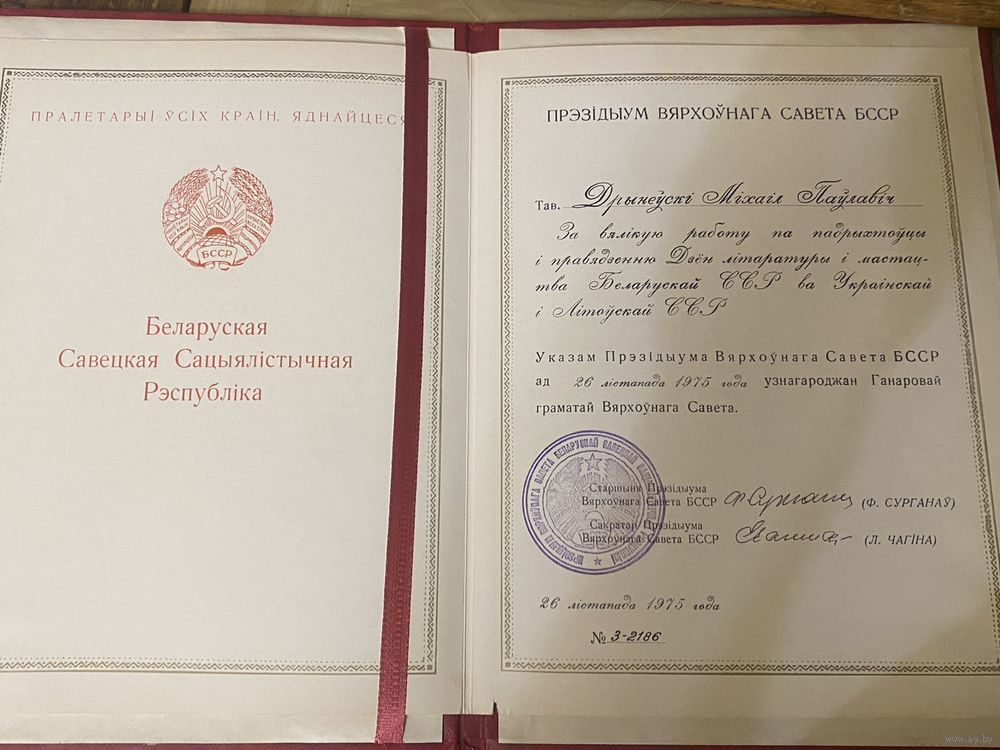 ПРАЛЕТАРЫІ ЎСІХ КРАІН, ЯДНАЙЦЕСЯ
БССР
Беларуская
Савецкая Сацыялістычная
Рэспубліка
ПРЭЗІДЫУМ ВЯРХОЎНАГА САВЕТА БССР
Тав. Дрынеўскі Міхаіл Паўлавіч
За вялікую работу па падрыхтоўцы
і правядзенню Дзён літаратуры і мастац-
тва Беларускай ССР ва Украінскай
і Літоўскай ССР
Указам Прэзідыума Вярхоўнага Савета БССР
ад 26 лістапада 1975 года узнагароджан Ганаровай
граматай Вярхоўнага Савета.
Старшыня Прэзідыума
Вярхоўнага Савета БССР (Ф. СУРГАНАЎ)
Сакратар Прэзідыума
Вярхоўнага Савета БССР (Л. ЧАГІНА)
26 лістапада 1975 года
№ 3-2186
www.ay.by